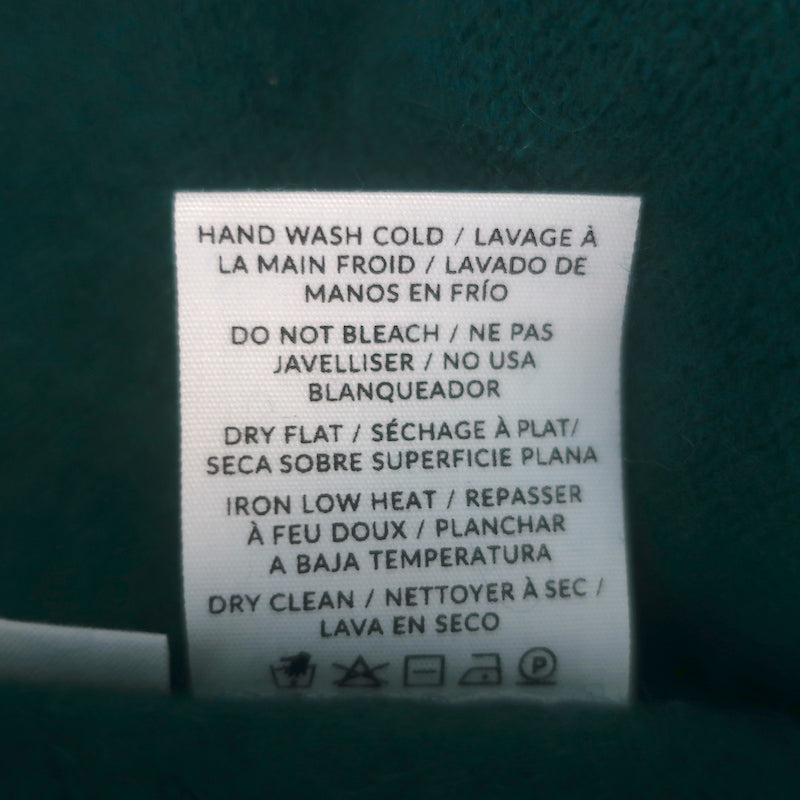 HAND WASH COLD / LAVAGE À
LA MAIN FROID / LAVADO DE
MANOS EN FRÍO
DO NOT BLEACH / NE PAS
JAVELLISER / NO USA
BLANQUEADOR
DRY FLAT / SÉCHAGE À PLAT/
SECA SOBRE SUPERFICIE PLANA
IRON LOW HEAT / REPASSER
À FEU DOUX / PLANCHAR
A BAJA TEMPERATURA
DRY CLEAN / NETTOYER À SEC /
LAVA EN SECO
P